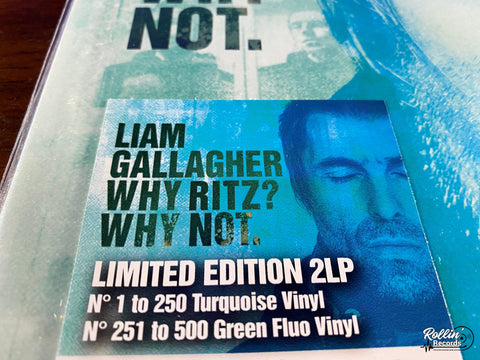 NOT.
LIAM
GALLAGHER
WHY RITZ?
WHY NOT.
LIMITED EDITION 2LP
N° 1 to 250 Turquoise Vinyl
N° 251 to 500 Green Fluo Vinyl
Rollin'
Records